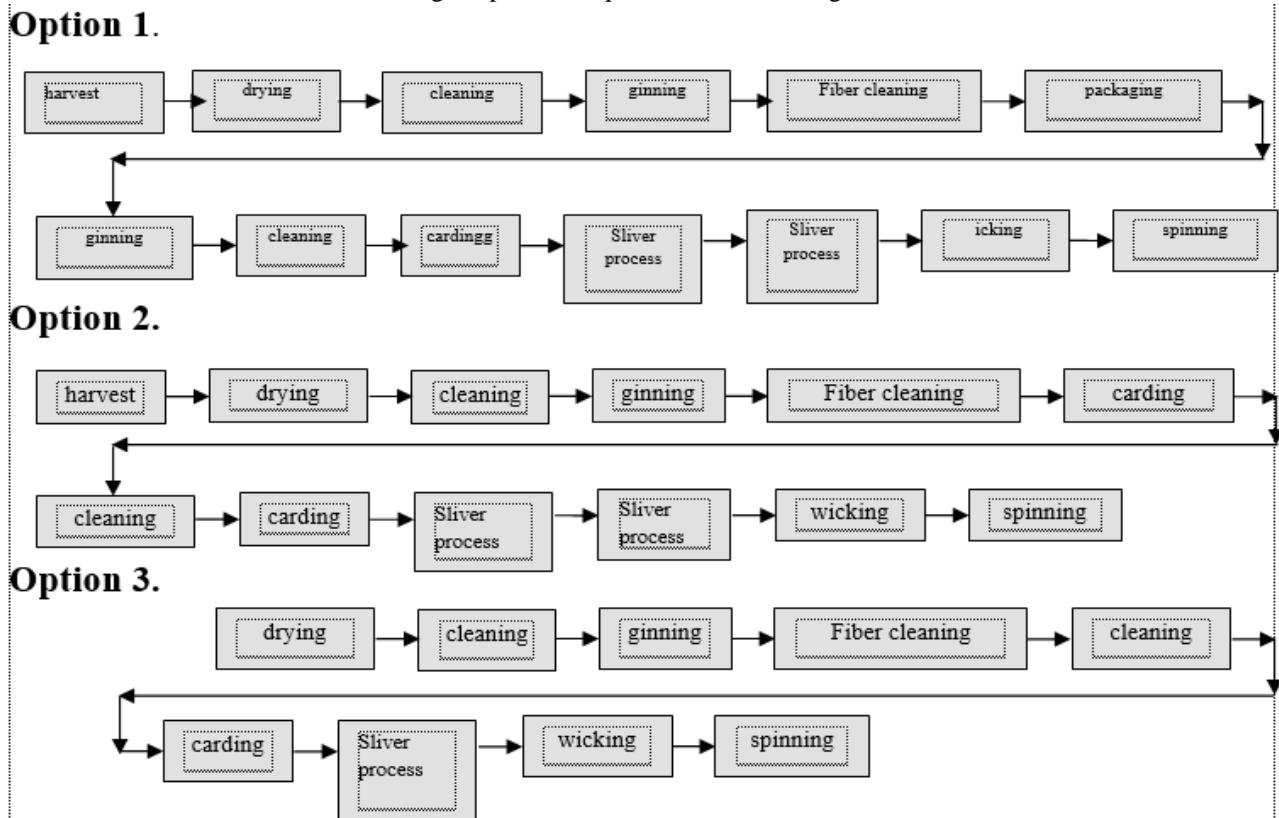 Option 1.
harvest drying cleaning ginning Fiber cleaning packaging
ginning cleaning cardingg Sliver process Sliver process icking spinning
Option 2.
harvest drying cleaning ginning Fiber cleaning carding
cleaning carding Sliver process Sliver process wicking spinning
Option 3.
drying cleaning ginning Fiber cleaning cleaning
carding Sliver process wicking spinning